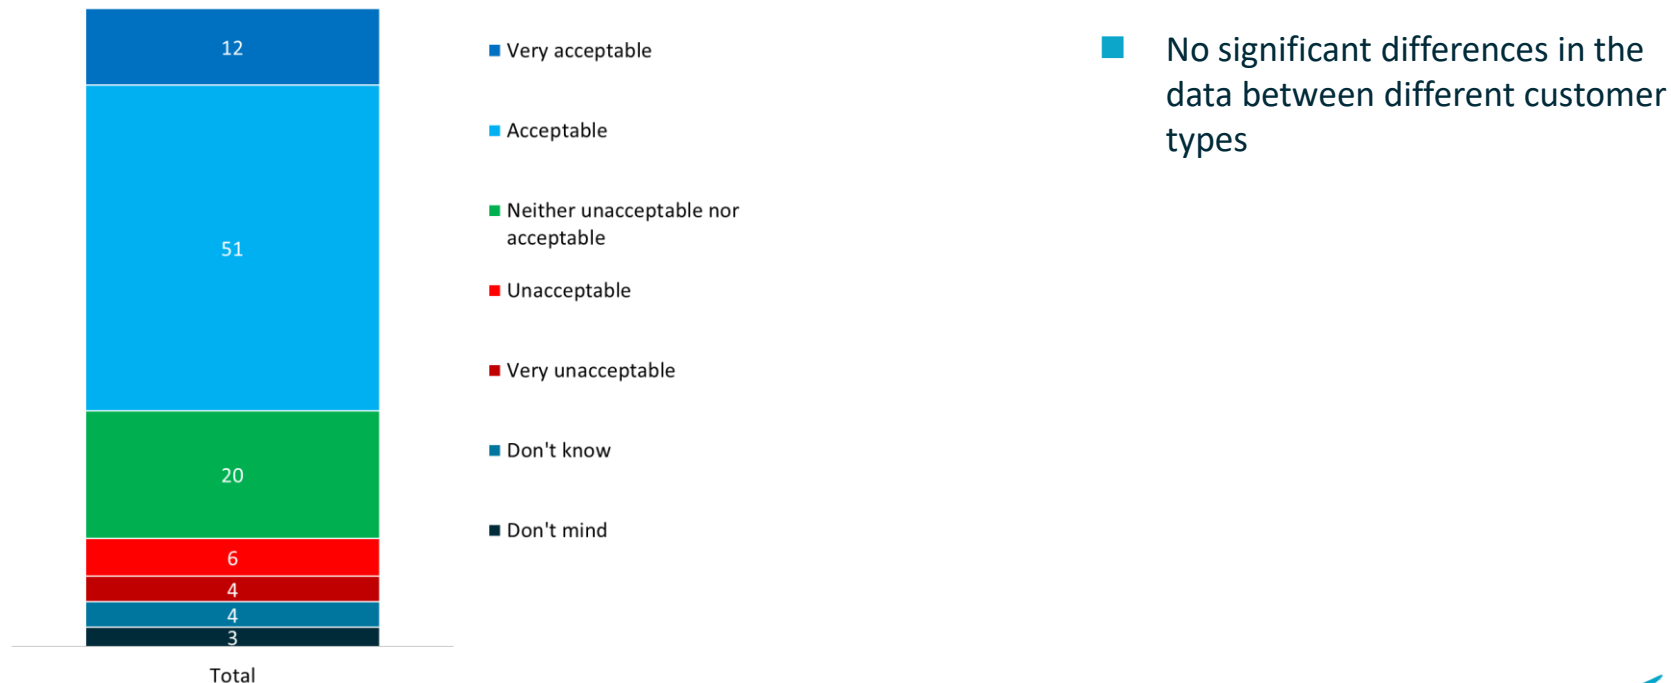 12
51
20
6
4
4
3
Total
Very acceptable
Acceptable
Neither unacceptable nor
acceptable
Unacceptable
Very unacceptable
Don't know
Don't mind
No significant differences in the
data between different customer
types